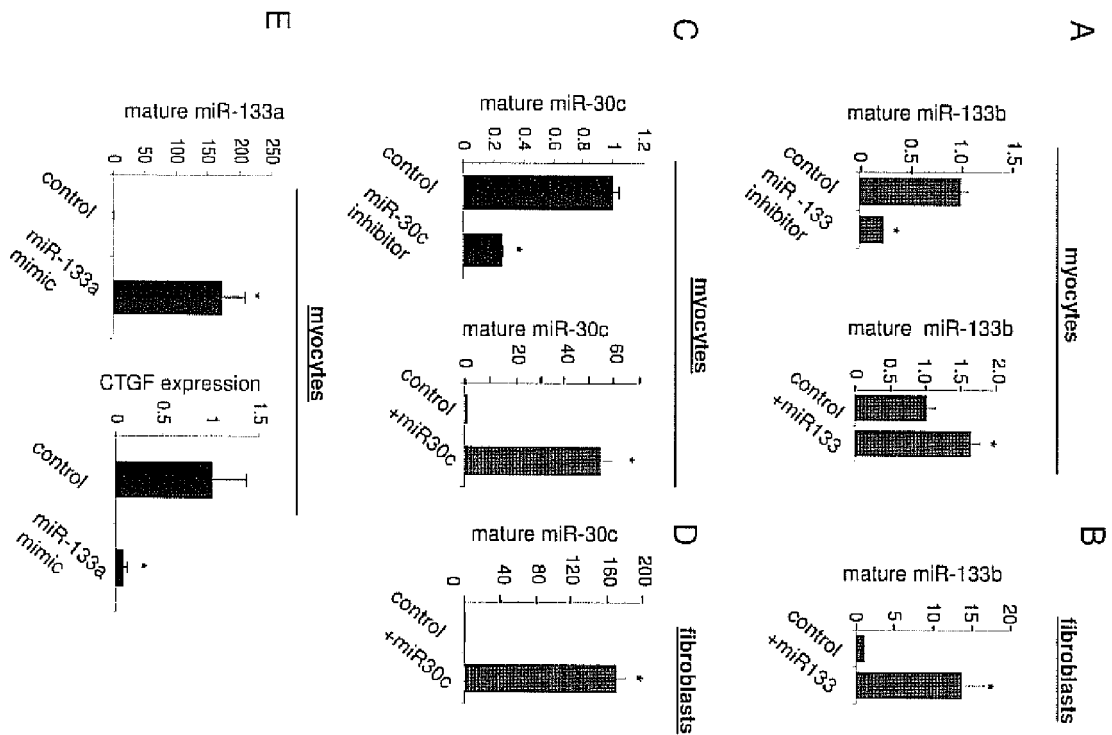 A
myocytes
mature miR-133b
1.5
1.0
0.5
0
control
miR -133
inhibitor
*
mature miR-133b
2.0
1.5
1.0
0.5
0
control
+miR133
*
B
fibroblasts
mature miR-133b
20
15
10
5
0
control
+miR133
*
C
myocytes
mature miR-30c
1.2
1
0.8
0.6
0.4
0.2
0
control
miR-30c
inhibitor
*
mature miR-30c
60
40
20
0
control
+miR30c
*
D
fibroblasts
mature miR-30c
200
160
120
80
40
0
control
+miR30c
*
E
myocytes
mature miR-133a
250
200
150
100
50
0
control
miR-133a
mimic
*
CTGF expression
1.5
1
0.5
0
control
miR-133a
mimic
*